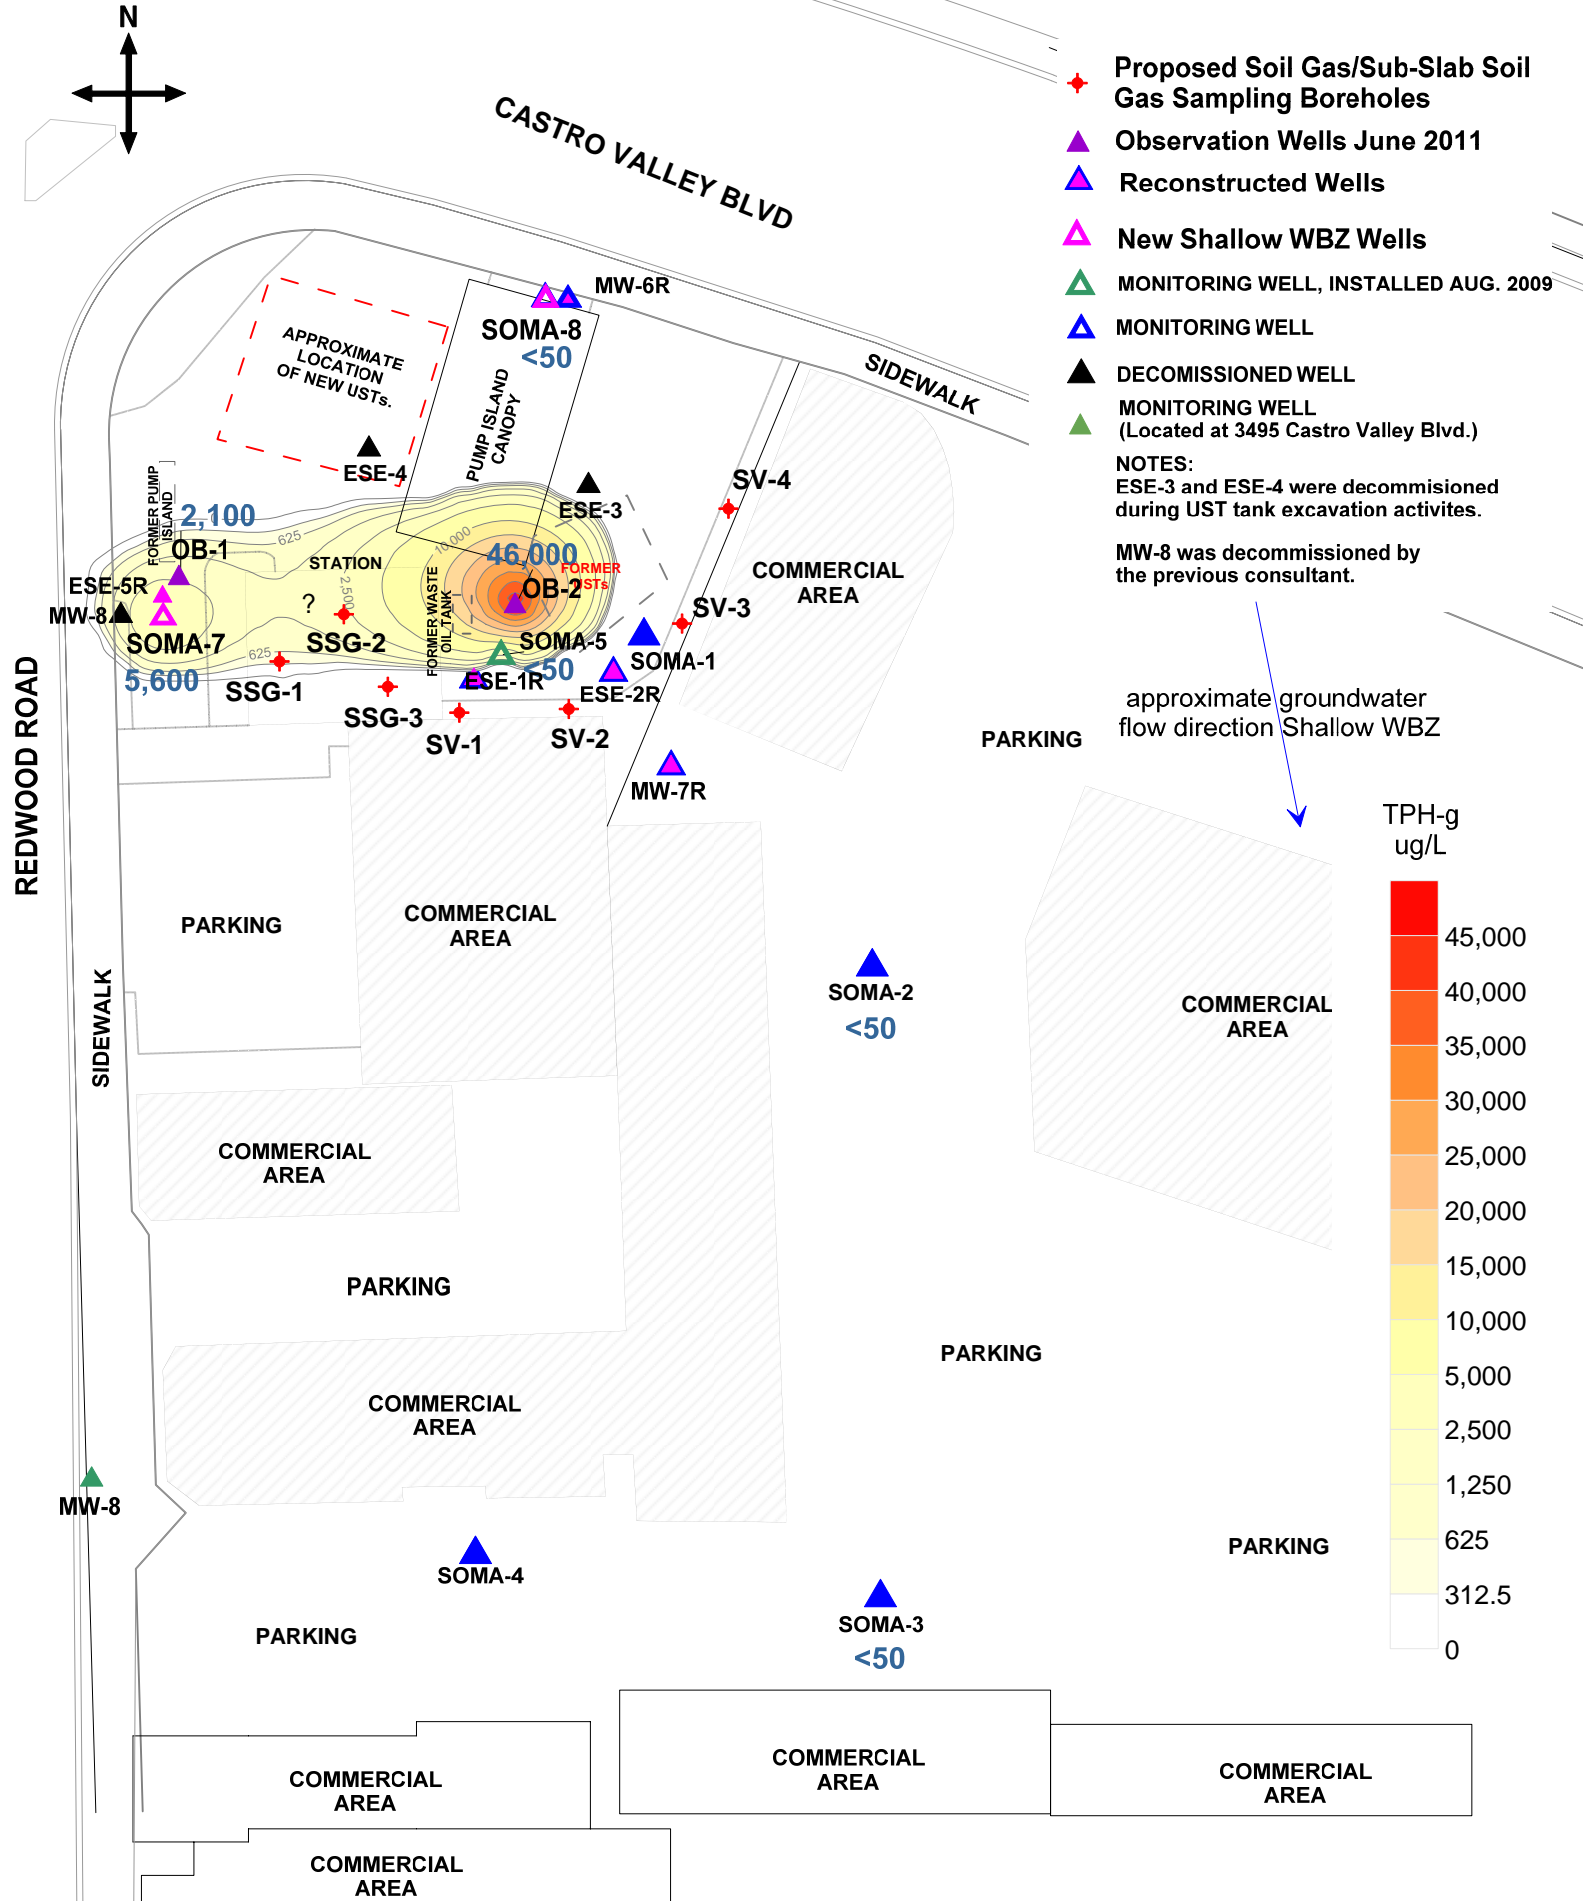 N
CASTRO VALLEY BLVD
Proposed Soil Gas/Sub-Slab Soil
Gas Sampling Boreholes
Observation Wells June 2011
Reconstructed Wells
New Shallow WBZ Wells
MONITORING WELL, INSTALLED AUG. 2009
MONITORING WELL
DECOMISSIONED WELL
MONITORING WELL
(Located at 3495 Castro Valley Blvd.)
NOTES:
ESE-3 and ESE-4 were decommisioned
during UST tank excavation activites.
MW-8 was decommissioned by
the previous consultant.
approximate groundwater
flow direction Shallow WBZ
MW-6R
SOMA-8
<50
APPROXIMATE
LOCATION
OF NEW USTs.
PUMP ISLAND
CANOPY
SIDEWALK
ESE-4
ESE-3
SV-4
FORMER PUMP
ISLAND
2,100
OB-1
625
10,000
STATION
46,000
OB-2
FORMER
USTs
COMMERCIAL
AREA
ESE-5R
MW-8
SOMA-7
5,600
?
2,500
SSG-2
FORMER WASTE
OIL TANK
SV-3
SOMA-5
<50
SOMA-1
625
SSG-1
ESE-1R
ESE-2R
SSG-3
SV-1
SV-2
MW-7R
PARKING
REDWOOD ROAD
TPH-g
ug/L
45,000
40,000
35,000
30,000
25,000
20,000
15,000
10,000
5,000
2,500
1,250
625
312.5
0
PARKING
COMMERCIAL
AREA
SOMA-2
<50
COMMERCIAL
AREA
SIDEWALK
COMMERCIAL
AREA
PARKING
PARKING
COMMERCIAL
AREA
MW-8
PARKING
SOMA-4
SOMA-3
<50
PARKING
COMMERCIAL
AREA
COMMERCIAL
AREA
COMMERCIAL
AREA
COMMERCIAL
AREA